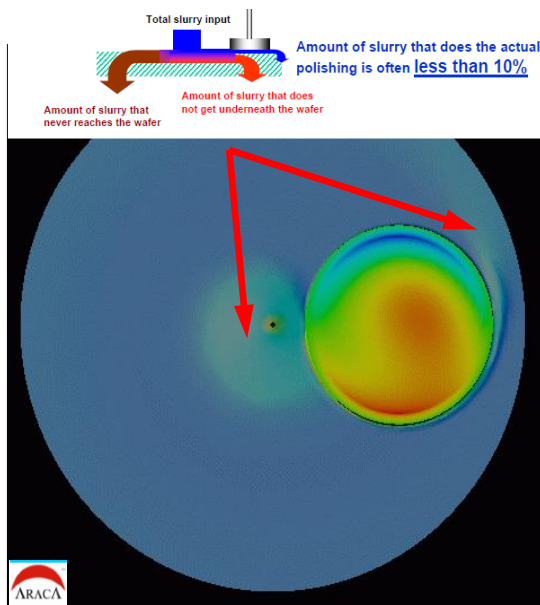 Total slurry input
Amount of slurry that does the actual
polishing is often less than 10%
Amount of slurry that does
not get underneath the wafer
Amount of slurry that
never reaches the wafer
ARACA